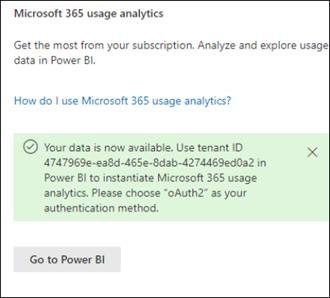 Microsoft 365 usage analytics
Get the most from your subscription. Analyze and explore usage
data in Power BI.
How do I use Microsoft 365 usage analytics?
Your data is now available. Use tenant ID
4747969e-ea8d-465e-8dab-4274469ed0a2 in
Power BI to instantiate Microsoft 365 usage
analytics. Please choose "oAuth2" as your
authentication method.
Go to Power BI